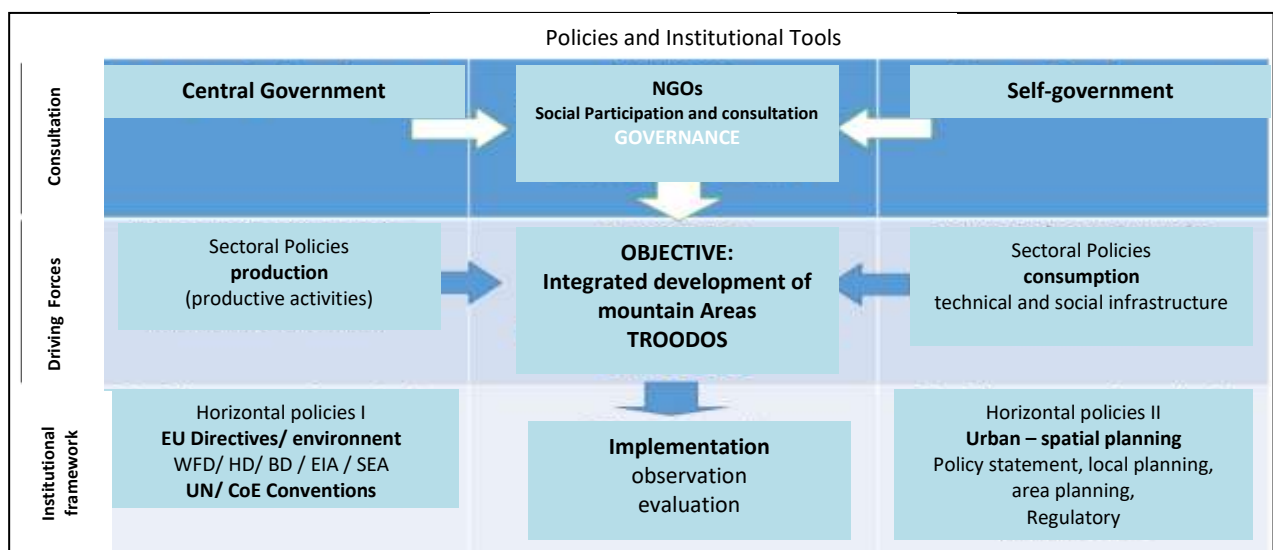 Policies and Institutional Tools
Consultation
Central Government
NGOs
Social Participation and consultation
GOVERNANCE
Self-government
Driving Forces
Sectoral Policies
production
(productive activities)
OBJECTIVE:
Integrated development of
mountain Areas
TROODOS
Sectoral Policies
consumption
technical and social infrastructure
Institutional
framework
Horizontal policies I
EU Directives/ environnent
WFD/ HD/ BD / EIA / SEA
UN/ CoE Conventions
Implementation
observation
evaluation
Horizontal policies II
Urban – spatial planning
Policy statement, local planning,
area planning,
Regulatory